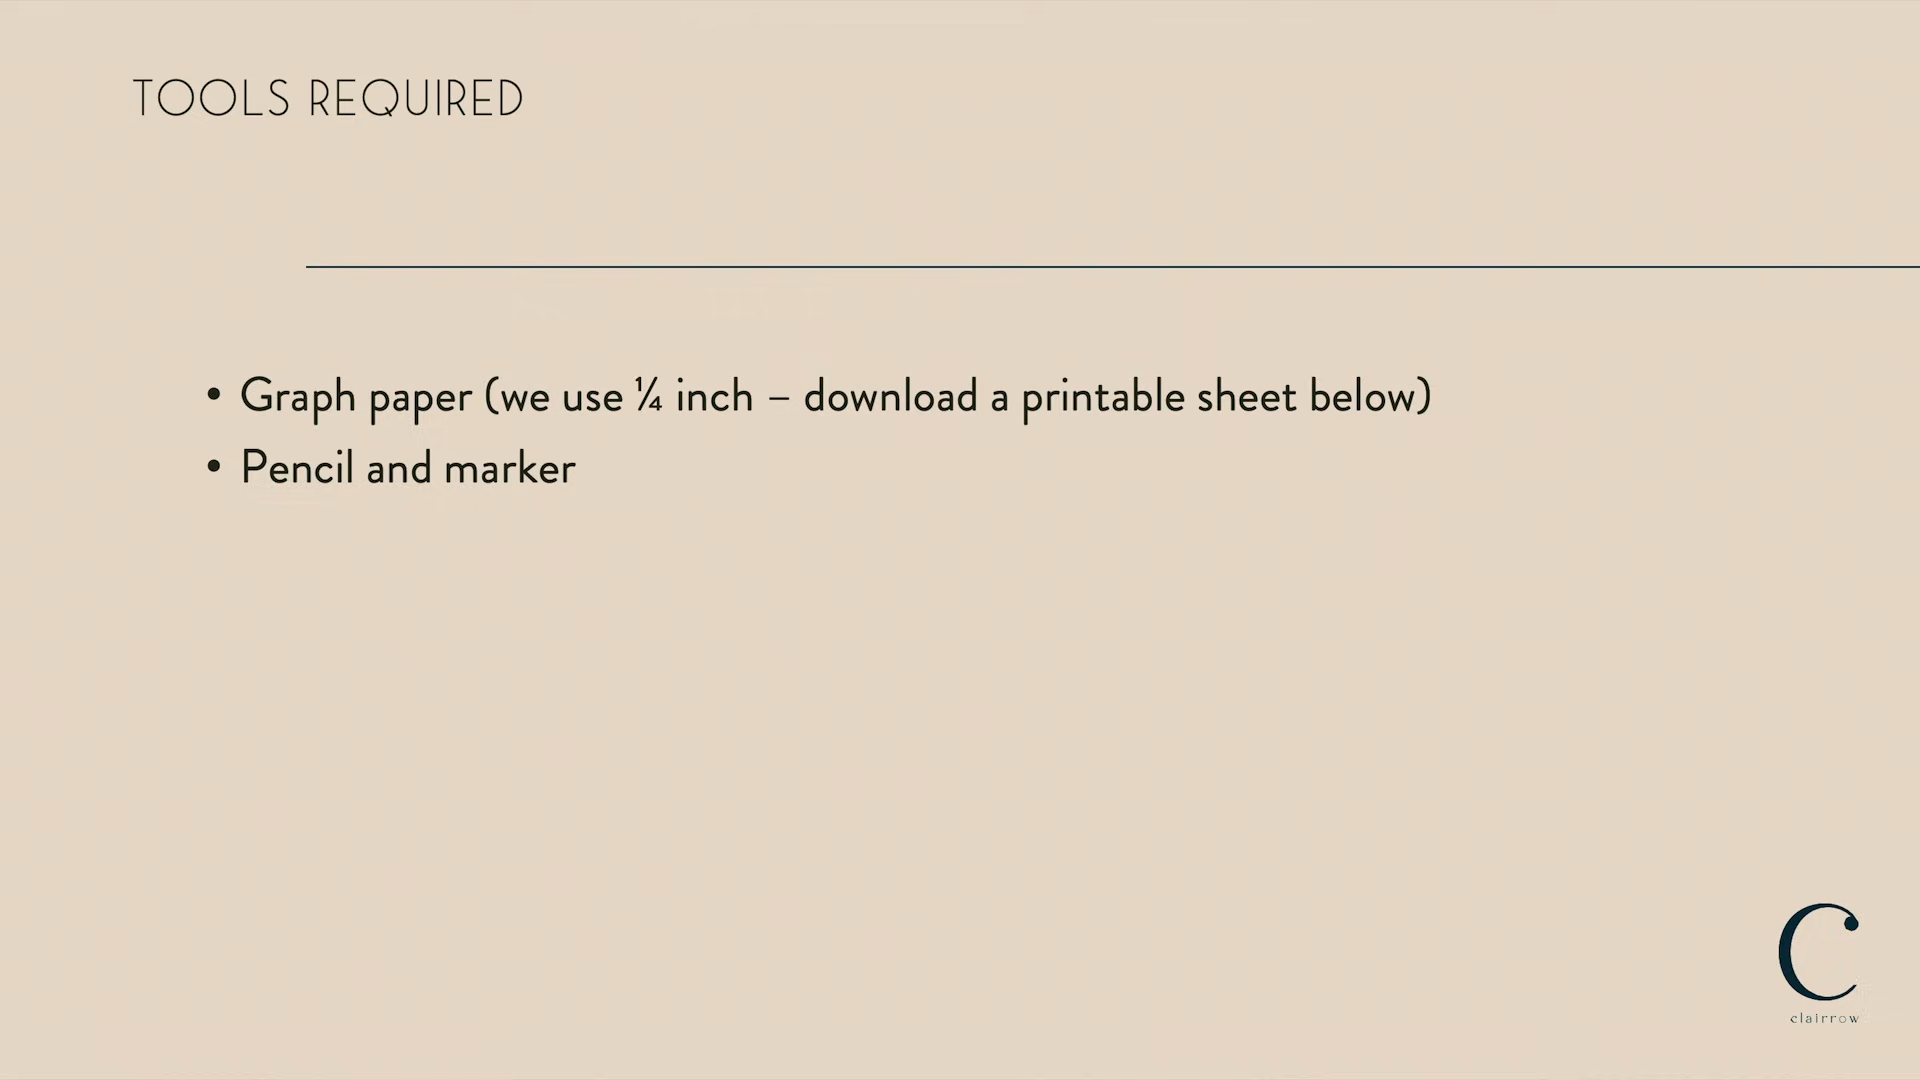 TOOLS REQUIRED
• Graph paper (we use ¼ inch – download a printable sheet below)
• Pencil and marker
C
clairrow